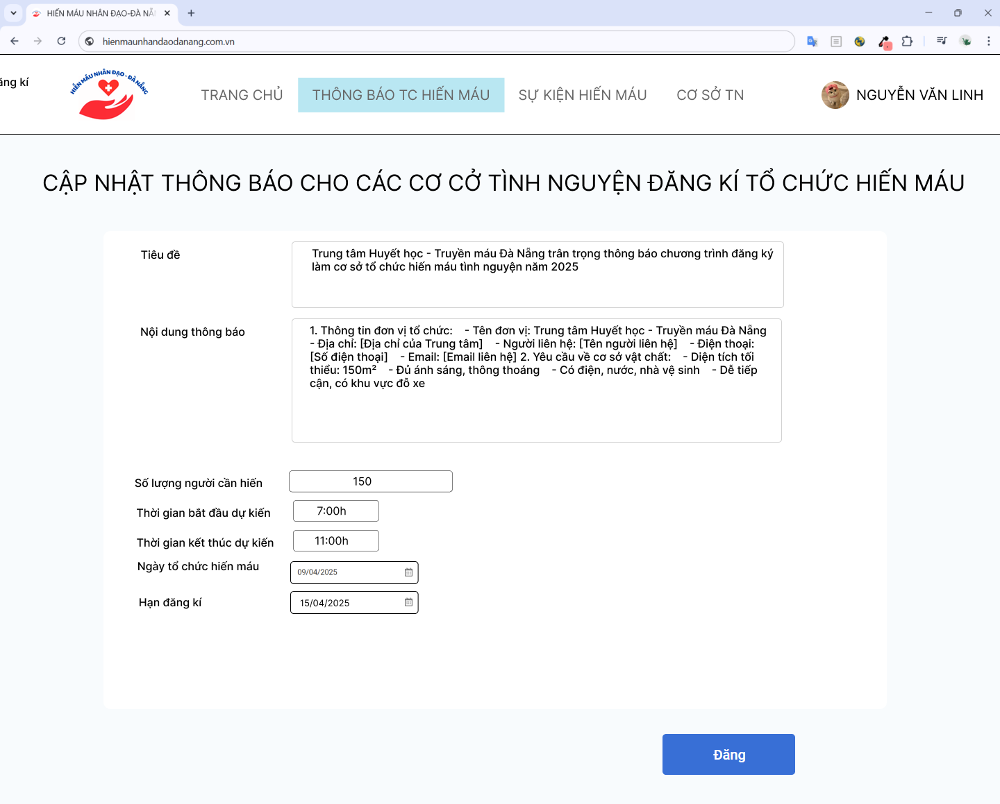 HIẾN MÁU NHÂN ĐẠO-ĐÀ NẴ
hienmaunhandaodanang.com.vn
ăng kí
HIẾN MÁU NHÂN ĐẠO - ĐÀ NẴNG
TRANG CHỦ
THÔNG BÁO TC HIẾN MÁU
SỰ KIỆN HIẾN MÁU
CƠ SỞ TN
NGUYỄN VĂN LINH
CẬP NHẬT THÔNG BÁO CHO CÁC CƠ CỞ TÌNH NGUYỆN ĐĂNG KÍ TỔ CHỨC HIẾN MÁU
Tiêu đề
Trung tâm Huyết học - Truyền máu Đà Nẵng trân trọng thông báo chương trình đăng ký
làm cơ sở tổ chức hiến máu tình nguyện năm 2025
Nội dung thông báo
1. Thông tin đơn vị tổ chức: - Tên đơn vị: Trung tâm Huyết học - Truyền máu Đà Nẵng
- Địa chỉ: [Địa chỉ của Trung tâm] - Người liên hệ: [Tên người liên hệ] - Điện thoại:
[Số điện thoại] - Email: [Email liên hệ] 2. Yêu cầu về cơ sở vật chất: - Diện tích tối
thiểu: 150m² - Đủ ánh sáng, thông thoáng - Có điện, nước, nhà vệ sinh - Dễ tiếp
cận, có khu vực đỗ xe
Số lượng người cần hiến
150
Thời gian bắt đầu dự kiến
7:00h
Thời gian kết thúc dự kiến
11:00h
Ngày tổ chức hiến máu
09/04/2025
Hạn đăng kí
15/04/2025
Đăng